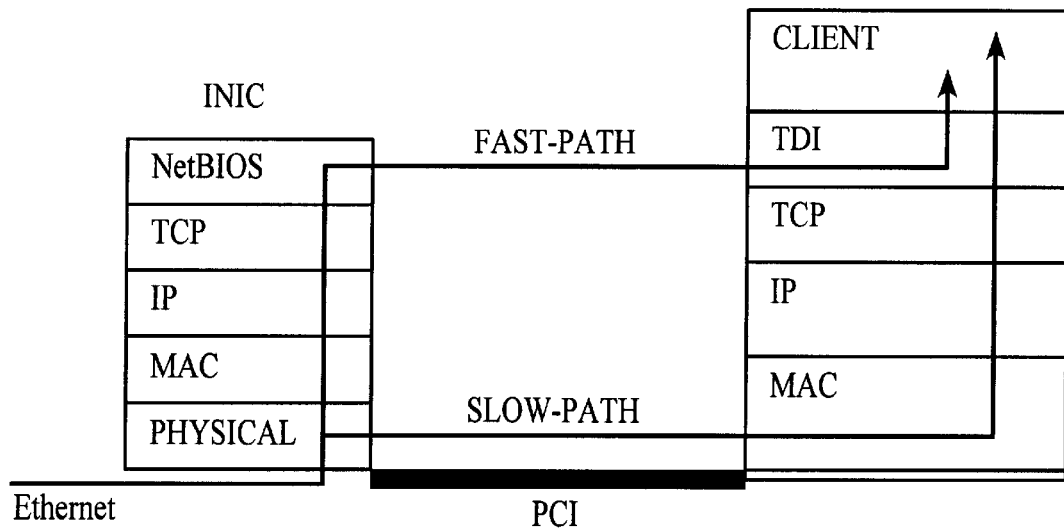 INIC
NetBIOS
TCP
IP
MAC
PHYSICAL
Ethernet
FAST-PATH
SLOW-PATH
PCI
CLIENT
TDI
TCP
IP
MAC